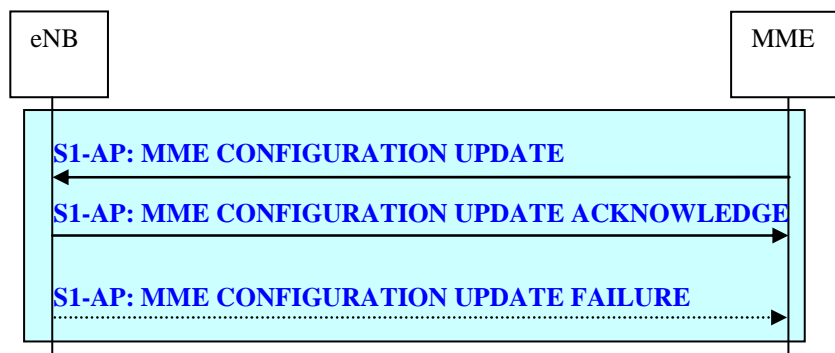 eNB
MME
S1-AP: MME CONFIGURATION UPDATE
S1-AP: MME CONFIGURATION UPDATE ACKNOWLEDGE
S1-AP: MME CONFIGURATION UPDATE FAILURE